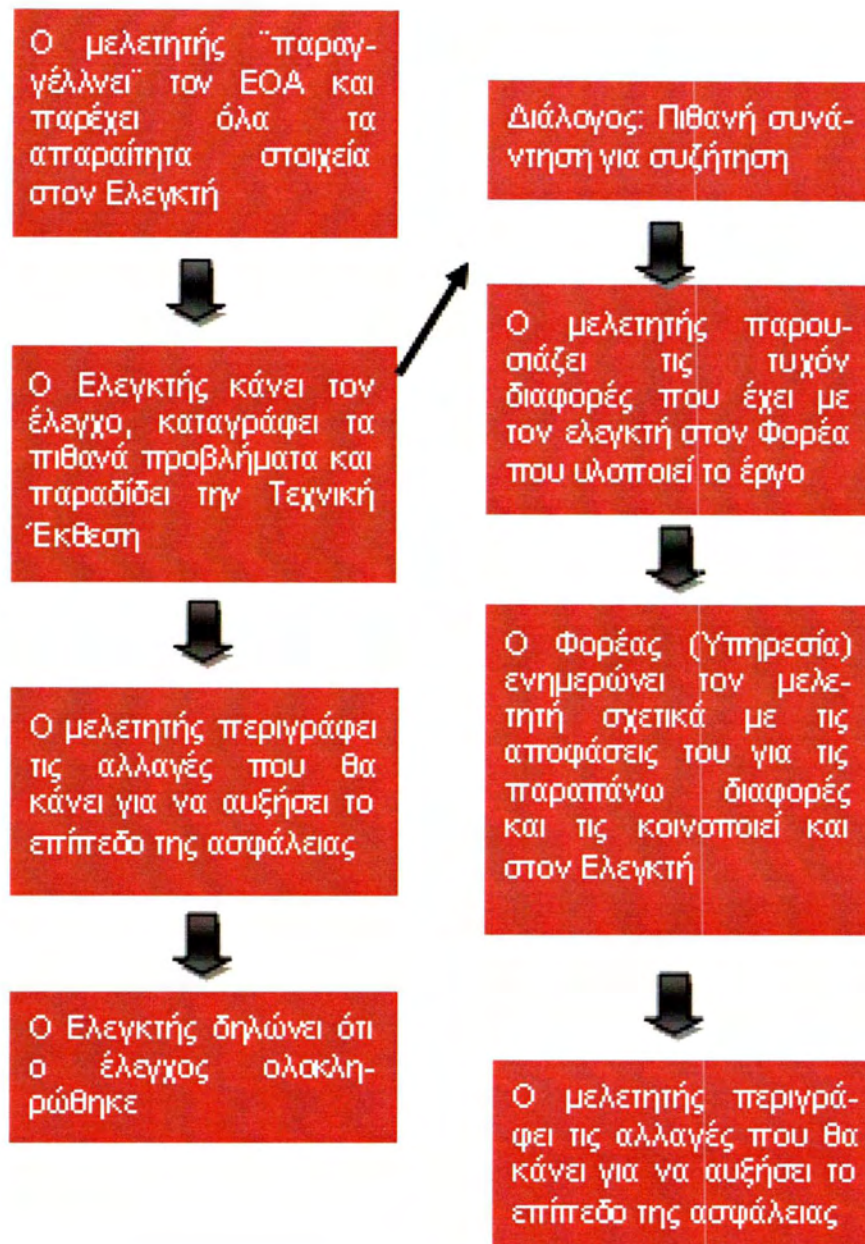 Ο μελετητής ¨παραγ-
γέλλνει¨ τον ΕΟΑ και
παρέχει όλα τα
απαραίτητα στοιχεία
στον Ελεγκτή
Ο Ελεγκτής κάνει τον
έλεγχο, καταγράφει τα
πιθανά προβλήματα και
παραδίδει την Τεχνική
Έκθεση
Ο μελετητής περιγράφει
τις αλλαγές που θα
κάνει για να αυξήσει το
επίπεδο της ασφάλειας
Ο Ελεγκτής δηλώνει ότι
ο έλεγχος ολοκλη-
ρώθηκε
Διάλογος: Πιθανή συνά-
ντηση για συζήτηση
Ο μελετητής παρου-
σιάζει τις τυχόν
διαφορές που έχει με
τον ελεγκτή στον Φορέα
που υλοποιεί το έργο
Ο Φορέας (Υπηρεσία)
ενημερώνει τον μελε-
τητή σχετικά με τις
αποφάσεις του για τις
παραπάνω διαφορές
και τις κοινοποιεί και
στον Ελεγκτή
Ο μελετητής περιγρά-
φει τις αλλαγές που θα
κάνει για να αυξήσει το
επίπεδο της ασφάλειας